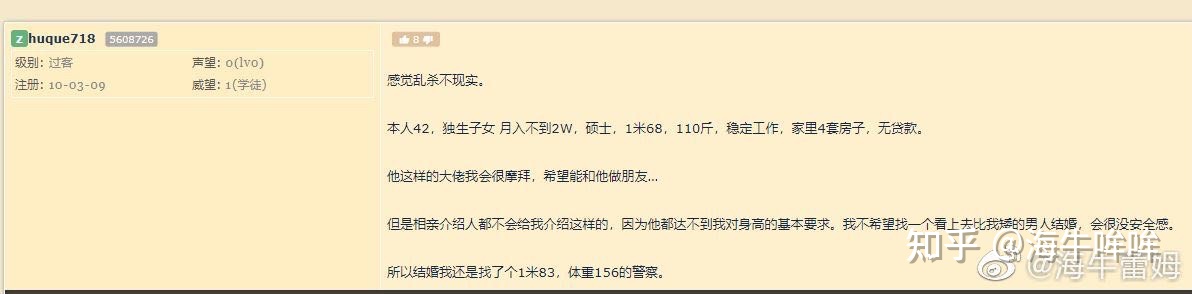 Zhuque718 5608726
8
级别: 过客 声望: 0(lv0)
注册: 10-03-09 威望: 1(学徒)
感觉乱杀不现实。
本人42，独生子女 月入不到2W，硕士，1米68，110斤，稳定工作，家里4套房子，无贷款。
他这样的大佬我会很摩拜，希望能和他做朋友...
但是相亲介绍人都不会给我介绍这样的，因为他都达不到我对身高的基本要求。我不希望找一个看上去比我矮的男人结婚，会很没安全感。
所以结婚我还是找了个1米83，体重156的警察。
知乎 @海牛哞哞
@海牛雷姆